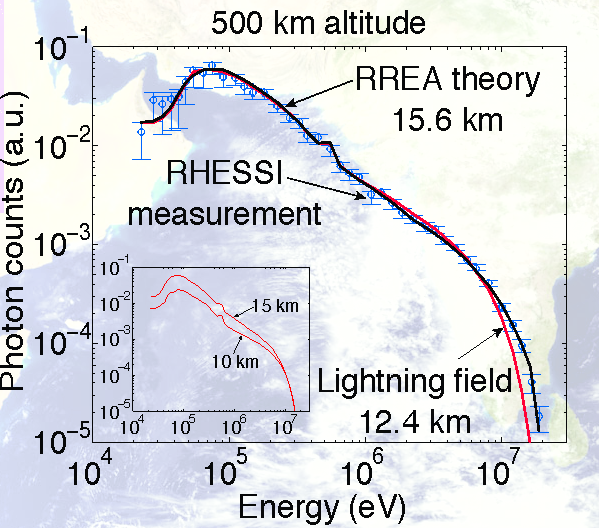 500 km altitude
Photon counts (a.u.)
10^-1
10^-2
10^-3
10^-4
10^-5
RREA theory
15.6 km
RHESSI
measurement
Lightning field
12.4 km
10^-1
10^-2
10^-3
10^-4
10^-5
15 km
10 km
10^4 10^5 10^6 10^7
10^4 10^5 10^6 10^7
Energy (eV)